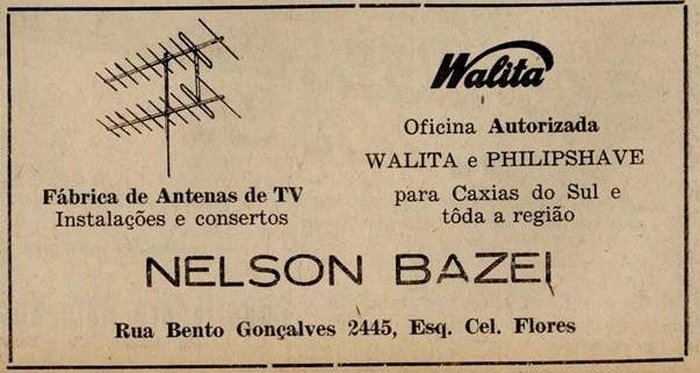 Walita
Oficina Autorizada
WALITA e PHILIPSHAVE
para Caxias do Sul e
tôda a região
Fábrica de Antenas de TV
Instalações e consertos
NELSON BAZEI
Rua Bento Gonçalves 2445, Esq. Cel. Flores